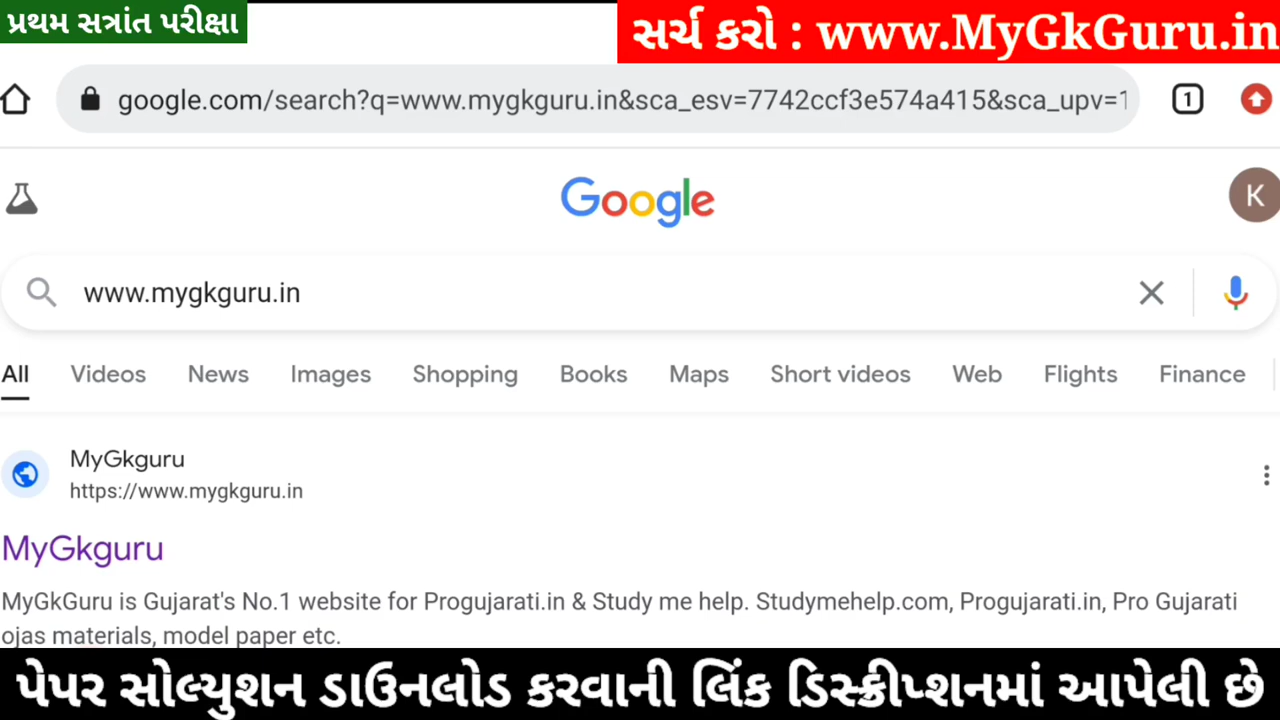 પ્રથમ સત્રાંત પરીક્ષા
સર્ચ કરો : www.MyGkGuru.in
google.com/search?q=www.mygkguru.in&sca_esv=7742ccf3e574a415&sca_upv=1
1
Google
K
www.mygkguru.in
All Videos News Images Shopping Books Maps Short videos Web Flights Finance
MyGkguru
https://www.mygkguru.in
MyGkguru
MyGkGuru is Gujarat's No.1 website for Progujarati.in & Study me help. Studymehelp.com, Progujarati.in, Pro Gujarati
ojas materials, model paper etc.
પેપર સોલ્યુશન ડાઉનલોડ કરવાની લિંક ડિસ્ક્રીપ્શનમાં આપેલી છે